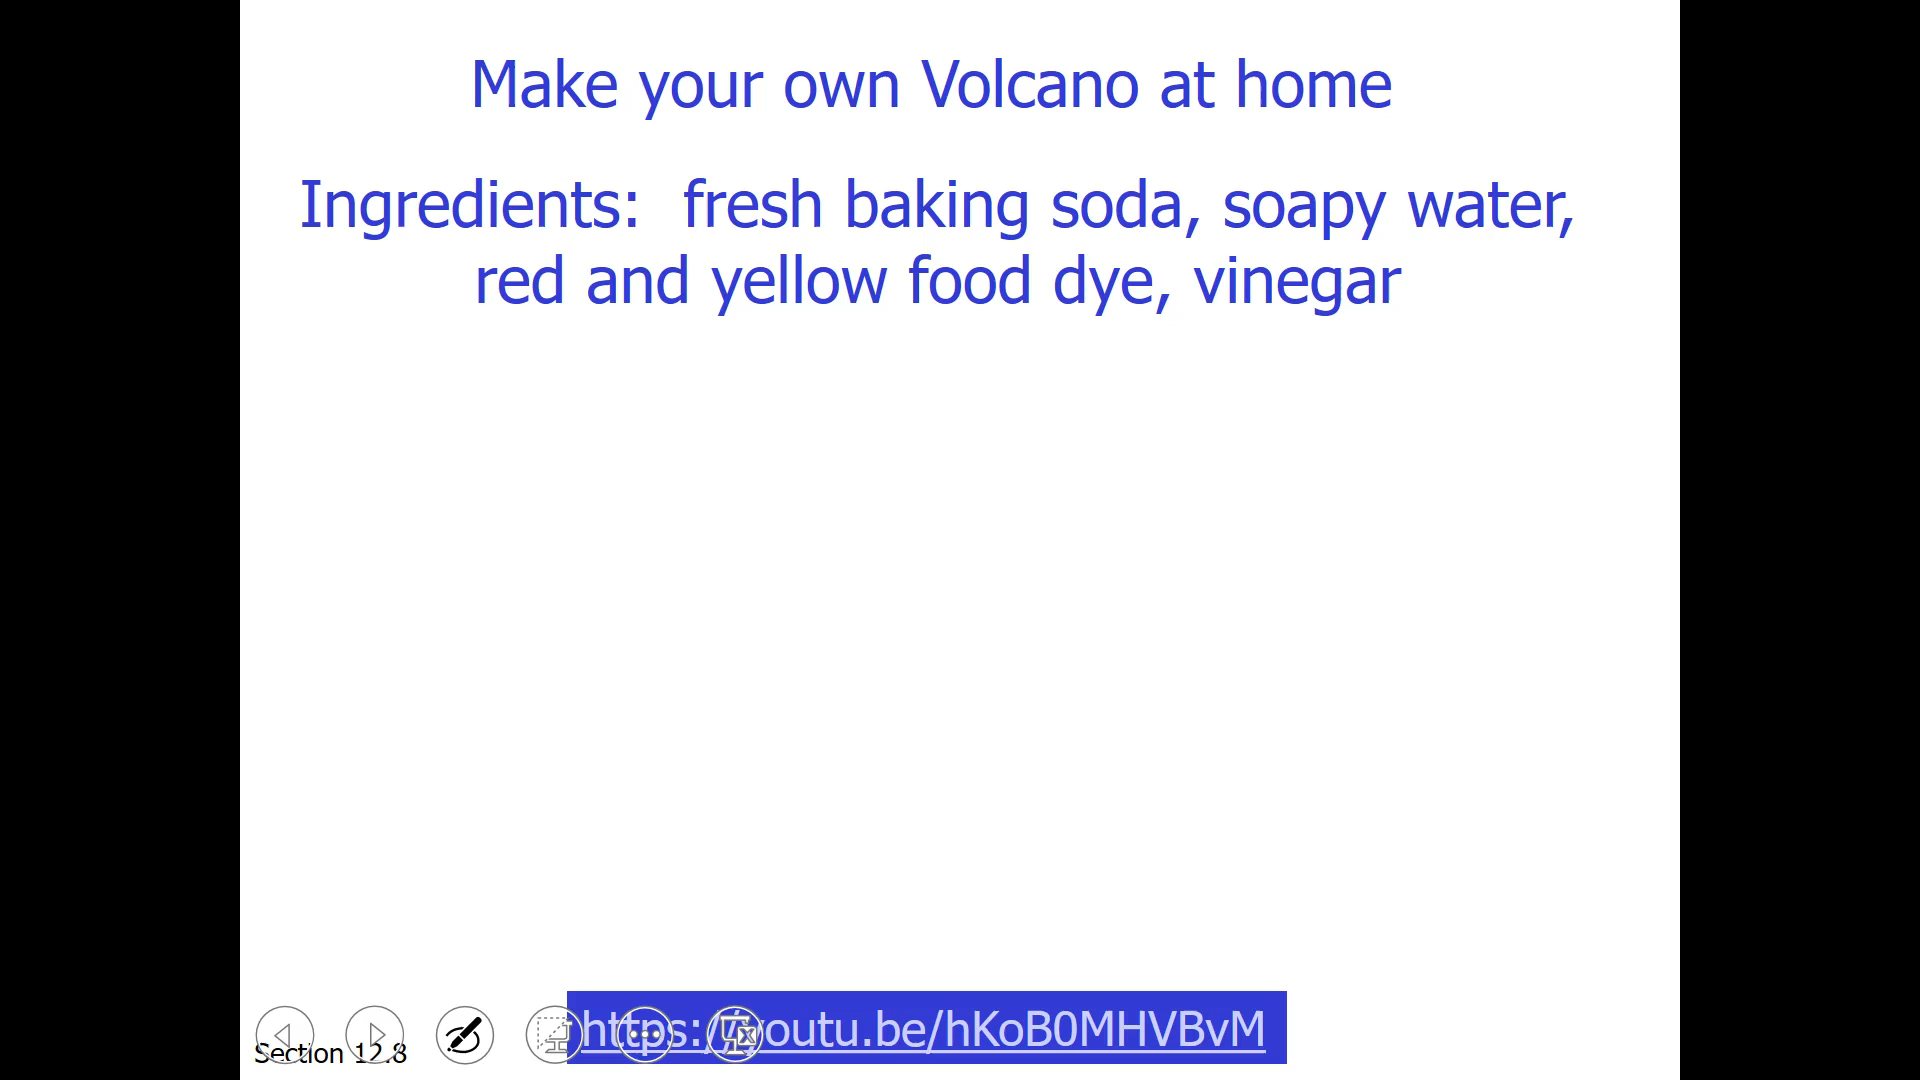 Make your own Volcano at home
Ingredients:  fresh baking soda, soapy water,
red and yellow food dye, vinegar
https://youtu.be/hKoB0MHVBvM
Section 12.8